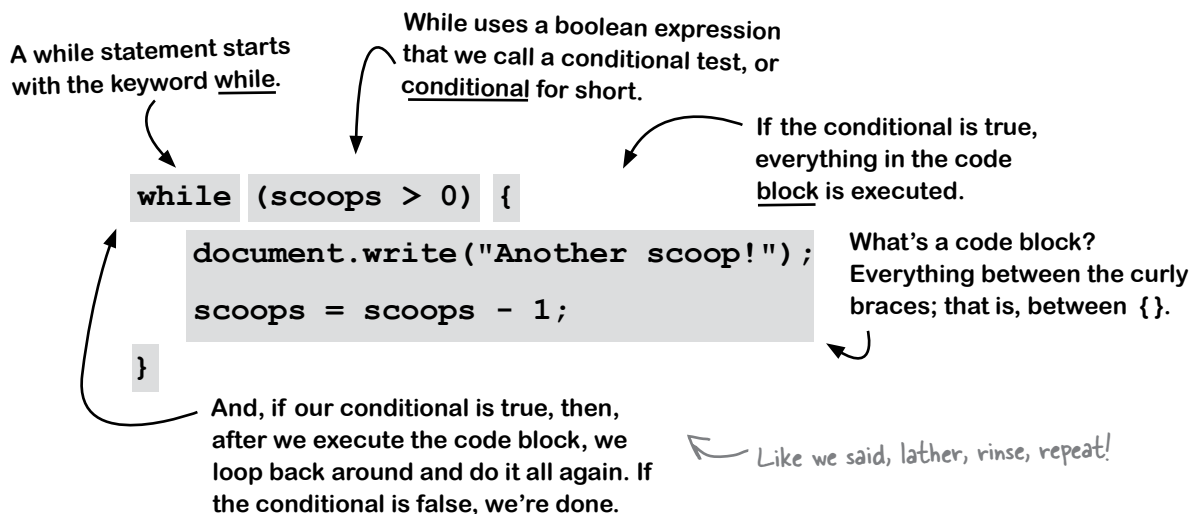 A while statement starts
with the keyword while.
While uses a boolean expression
that we call a conditional test, or
conditional for short.
If the conditional is true,
everything in the code
block is executed.
while (scoops > 0) {
document.write("Another scoop!");
scoops = scoops - 1;
}
What's a code block?
Everything between the curly
braces; that is, between { }.
And, if our conditional is true, then,
after we execute the code block, we
loop back around and do it all again. If
the conditional is false, we're done.
Like we said, lather, rinse, repeat!